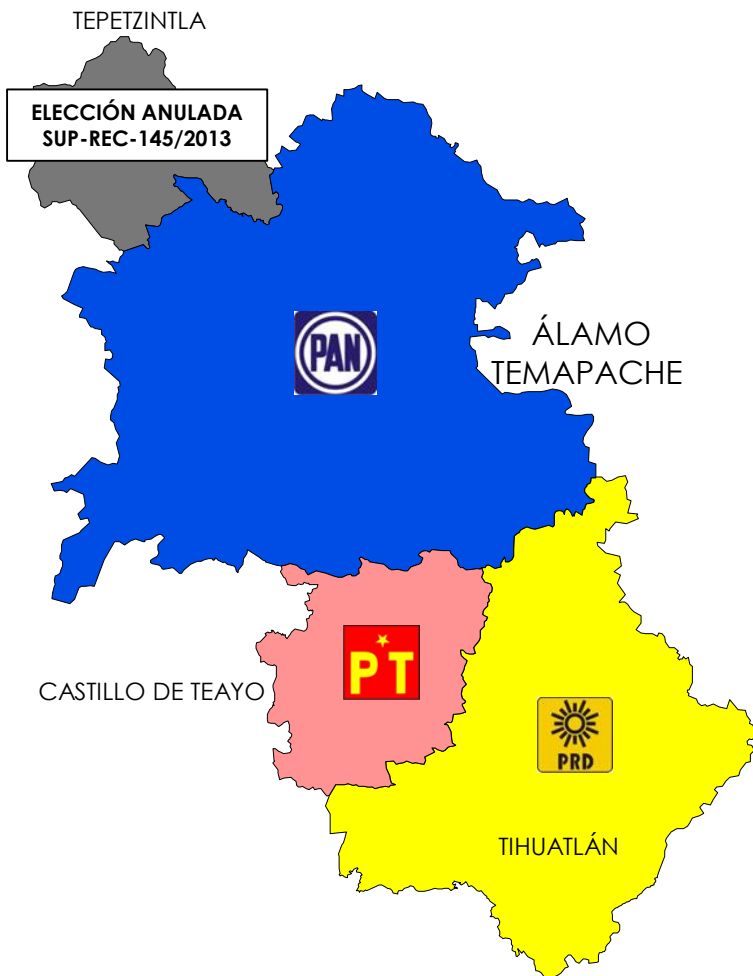 TEPETZINTLA
ELECCIÓN ANULADA
SUP-REC-145/2013
PAN
ÁLAMO
TEMAPACHE
PT
CASTILLO DE TEAYO
PRD
TIHUATLÁN